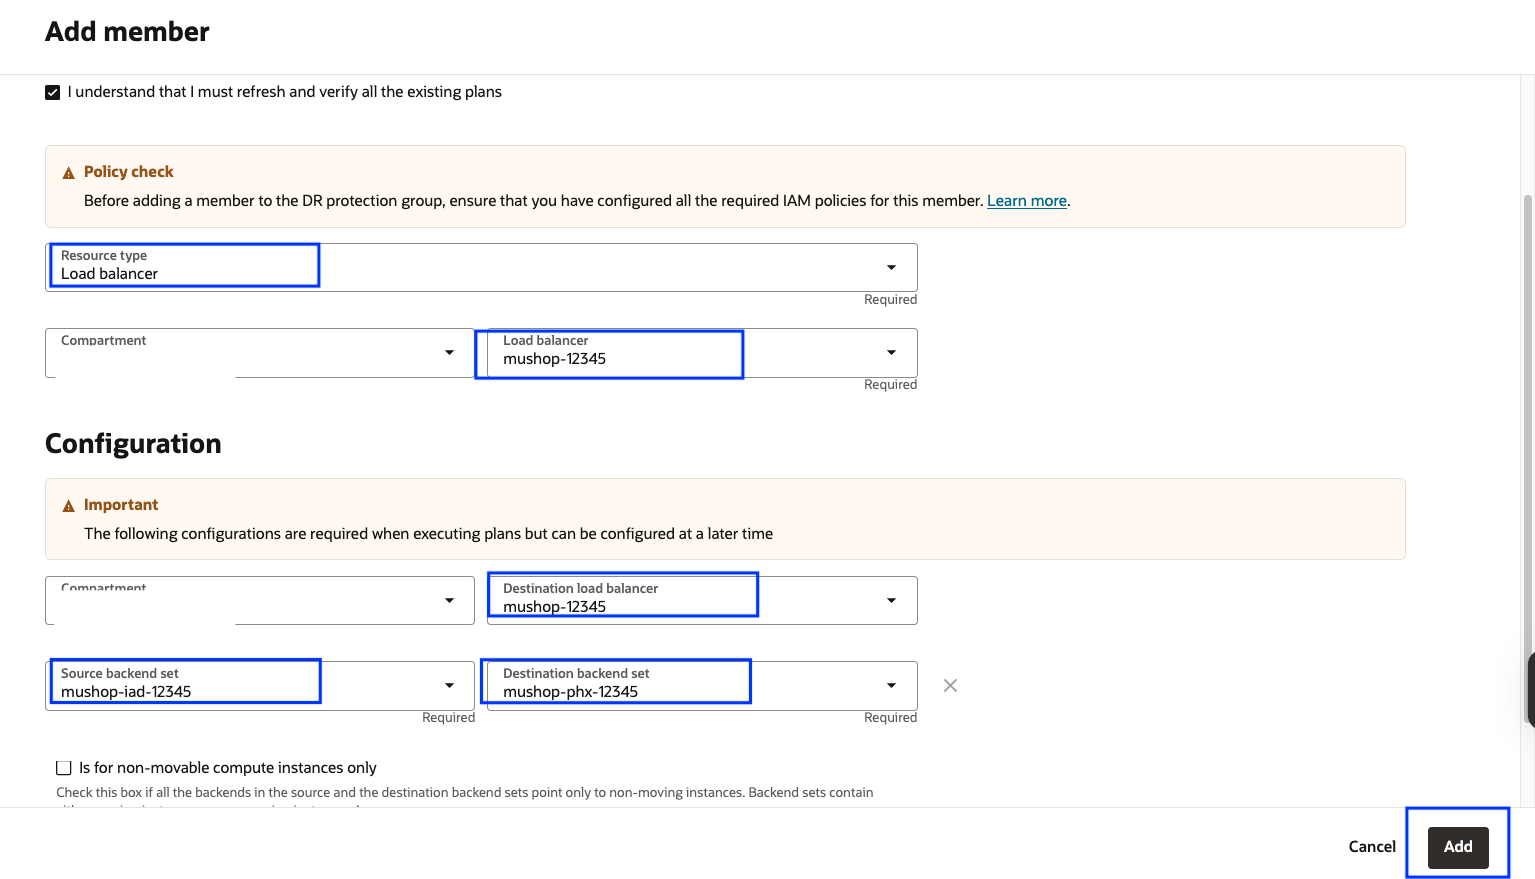 Add member
I understand that I must refresh and verify all the existing plans
Policy check
Before adding a member to the DR protection group, ensure that you have configured all the required IAM policies for this member. Learn more.
Resource type
Load balancer
Required
Compartment
Load balancer
mushop-12345
Required
Configuration
Important
The following configurations are required when executing plans but can be configured at a later time
Compartment
Destination load balancer
mushop-12345
Source backend set
mushop-iad-12345
Required
Destination backend set
mushop-phx-12345
Required
Is for non-movable compute instances only
Check this box if all the backends in the source and the destination backend sets point only to non-moving instances. Backend sets contain
Cancel
Add